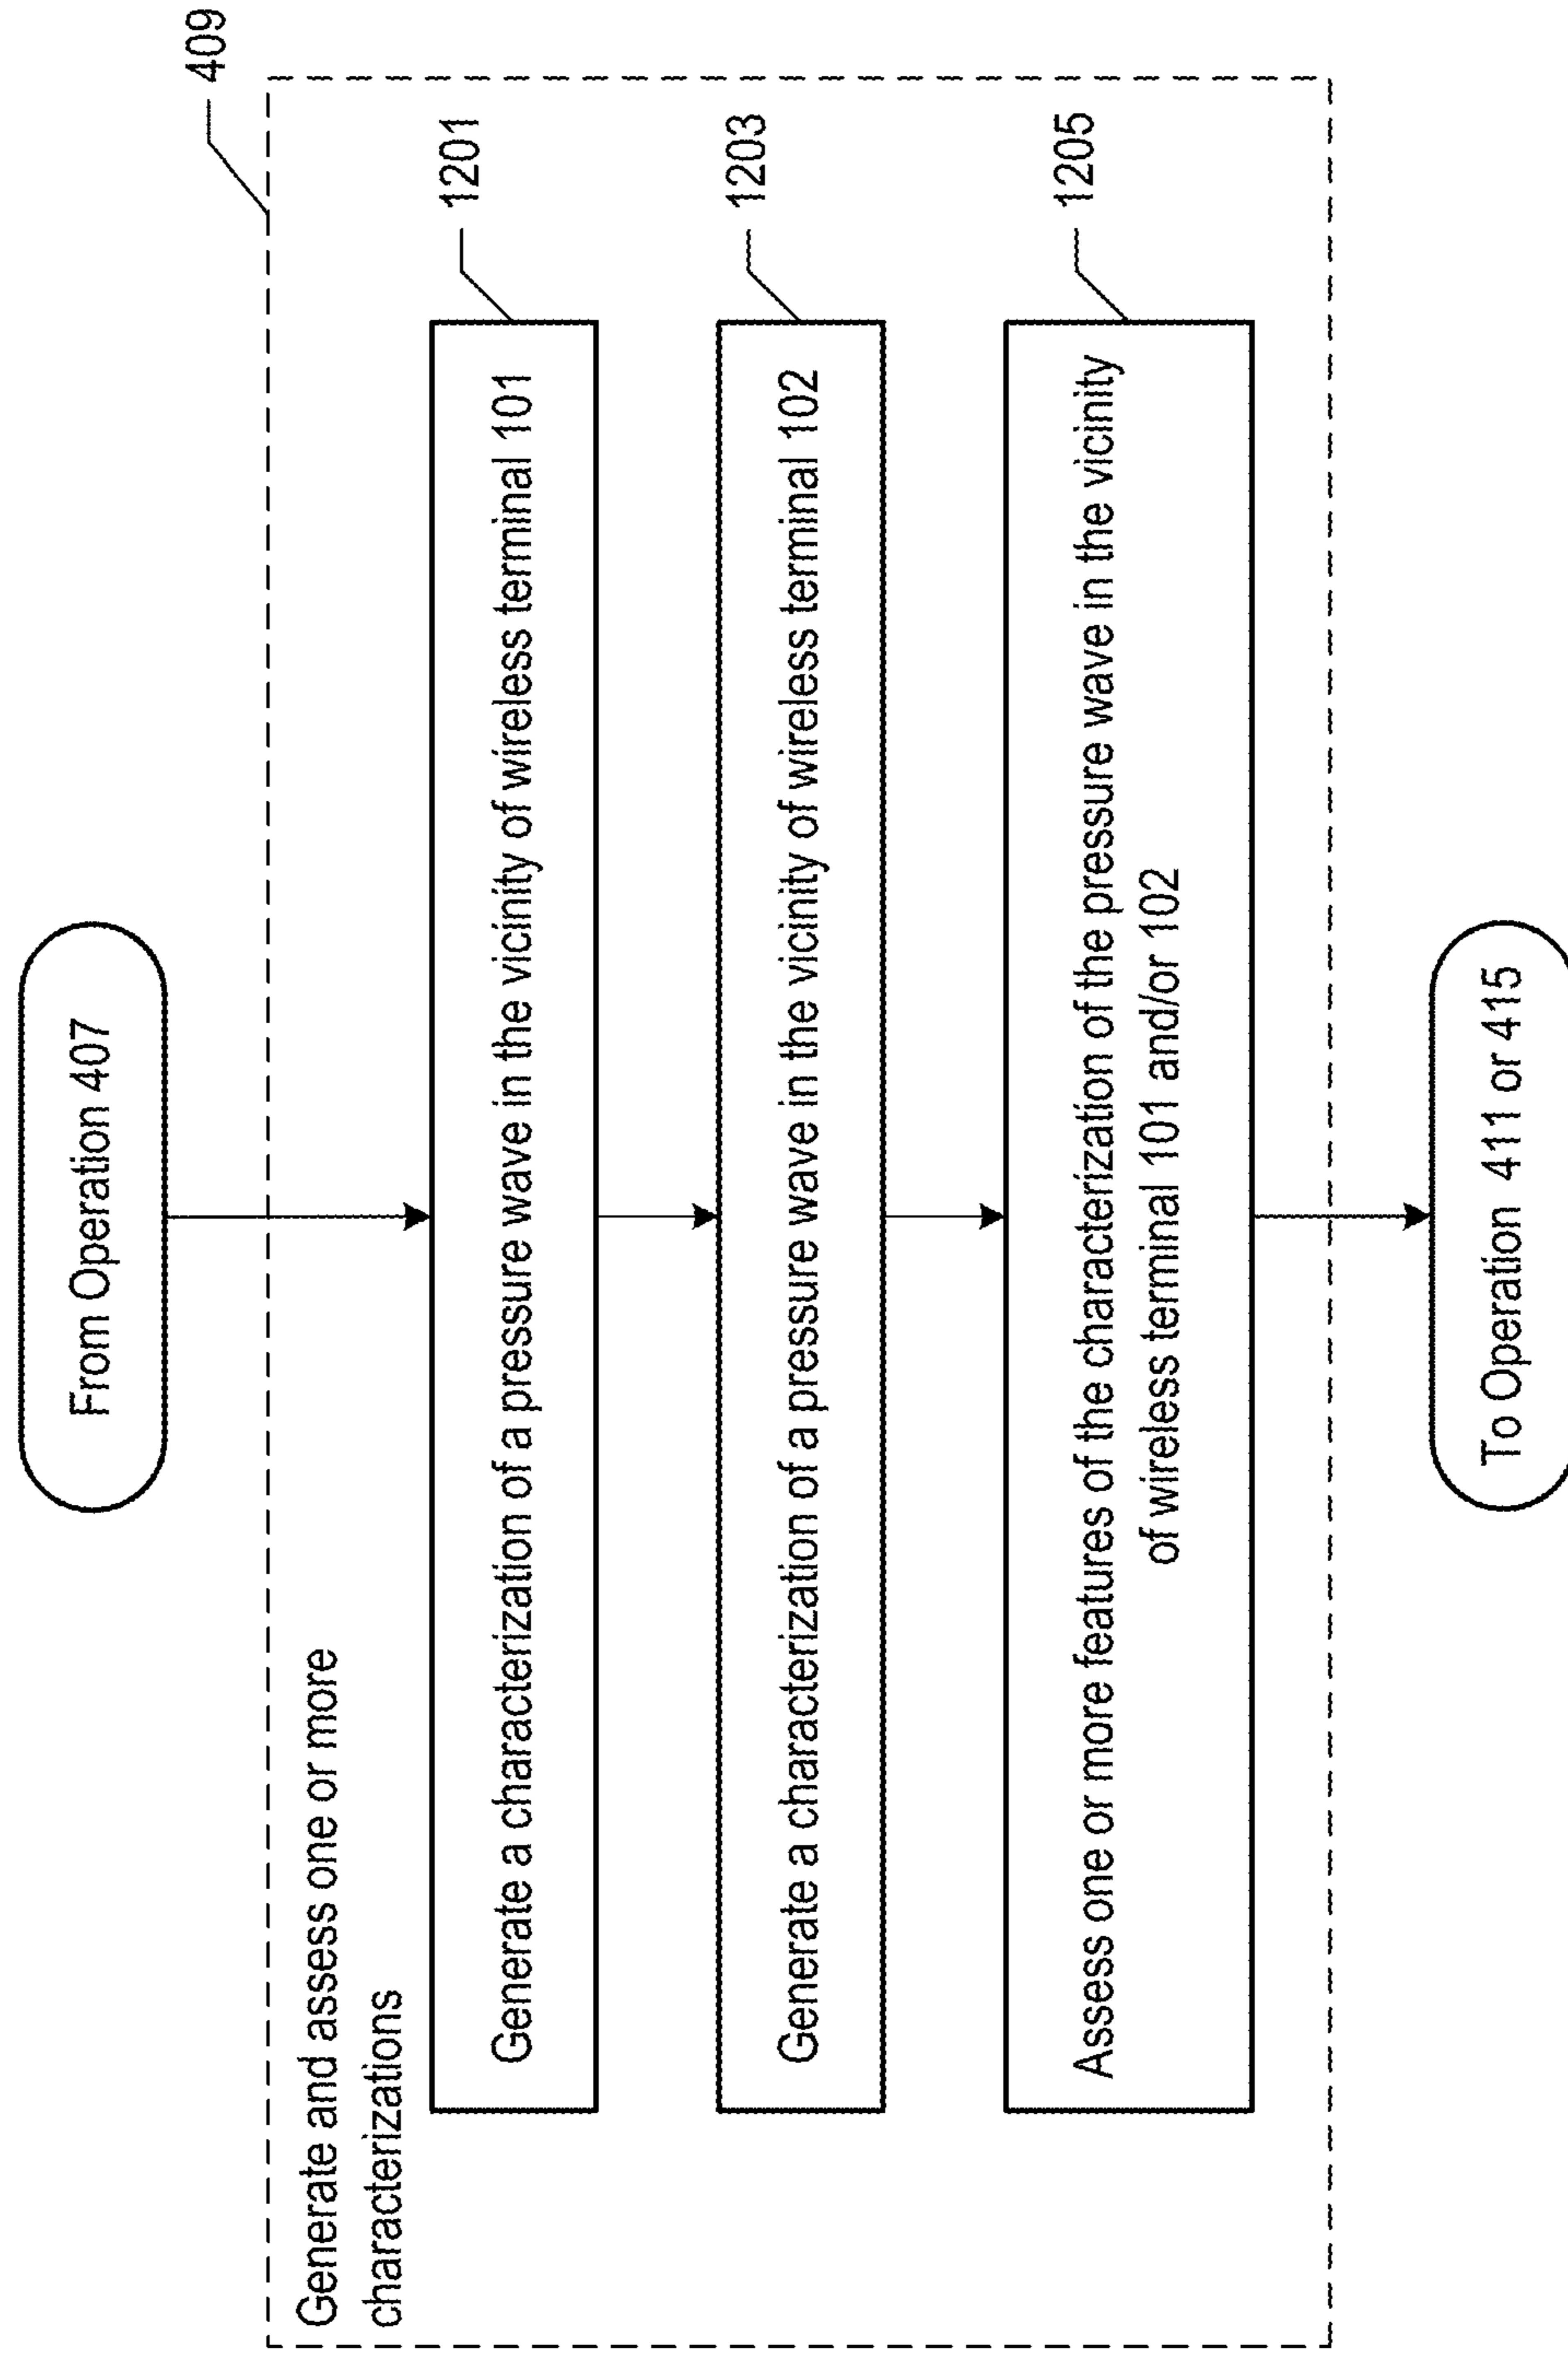 From Operation 407
409
Generate and assess one or more
characterizations
1201
Generate a characterization of a pressure wave in the vicinity of wireless terminal 101
1203
Generate a characterization of a pressure wave in the vicinity of wireless terminal 102
1205
Assess one or more features of the characterization of the pressure wave in the vicinity
of wireless terminal 101 and/or 102
To Operation 411 or 415